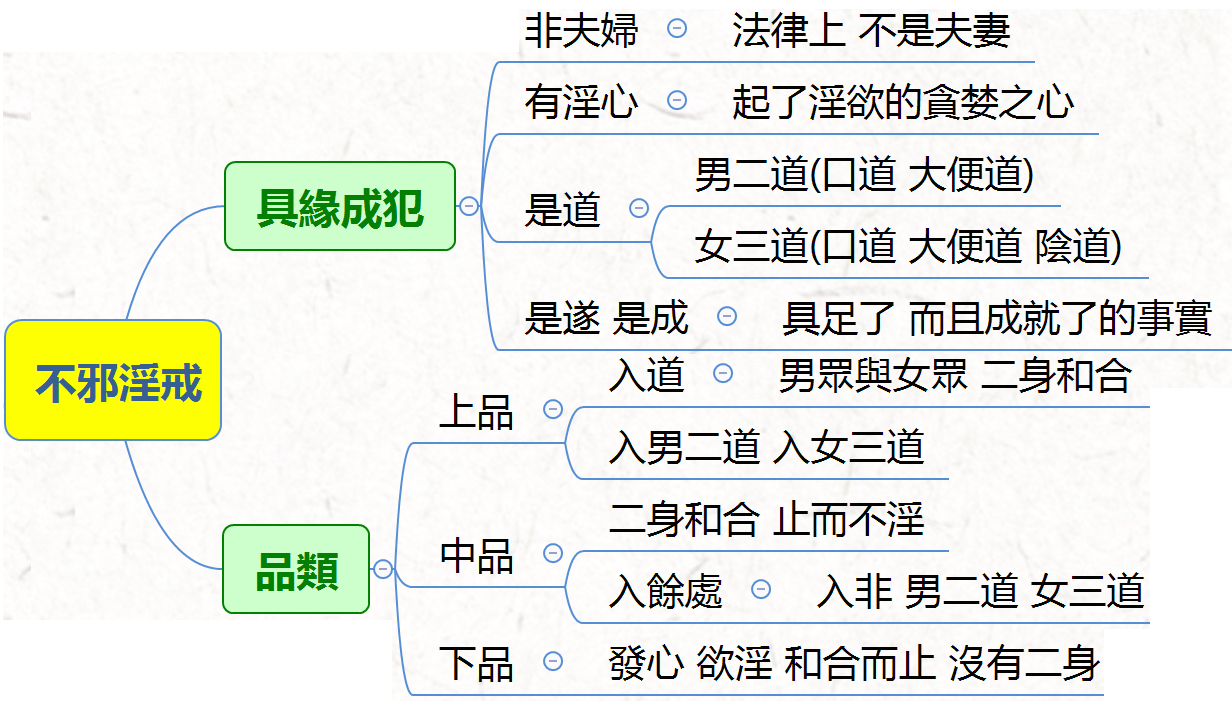 不邪淫戒
具緣成犯
非夫婦
法律上 不是夫妻
有淫心
起了淫欲的貪婪之心
是道
男二道(口道 大便道)
女三道(口道 大便道 陰道)
是遂 是成
具足了 而且成就了的事實
品類
上品
入道
男眾與女眾 二身和合
入男二道 入女三道
中品
二身和合 止而不淫
入餘處
入非 男二道 女三道
下品
發心 欲淫 和合而止 沒有二身